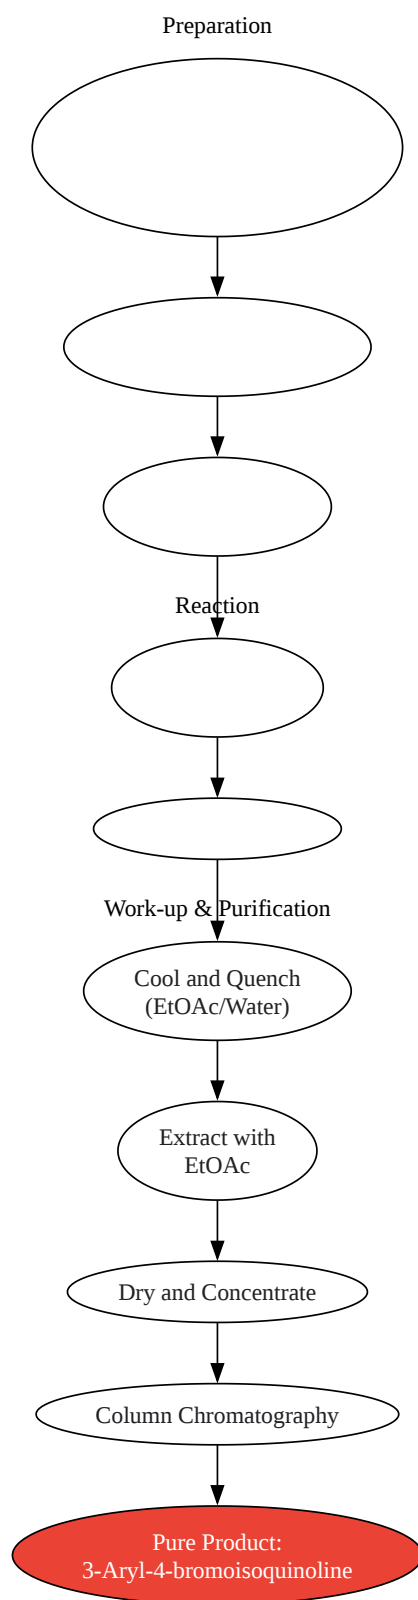 Preparation
Reaction
Work-up & Purification
Cool and Quench
(EtOAc/Water)
Extract with
EtOAc
Dry and Concentrate
Column Chromatography
Pure Product:
3-Aryl-4-bromoisoquinoline